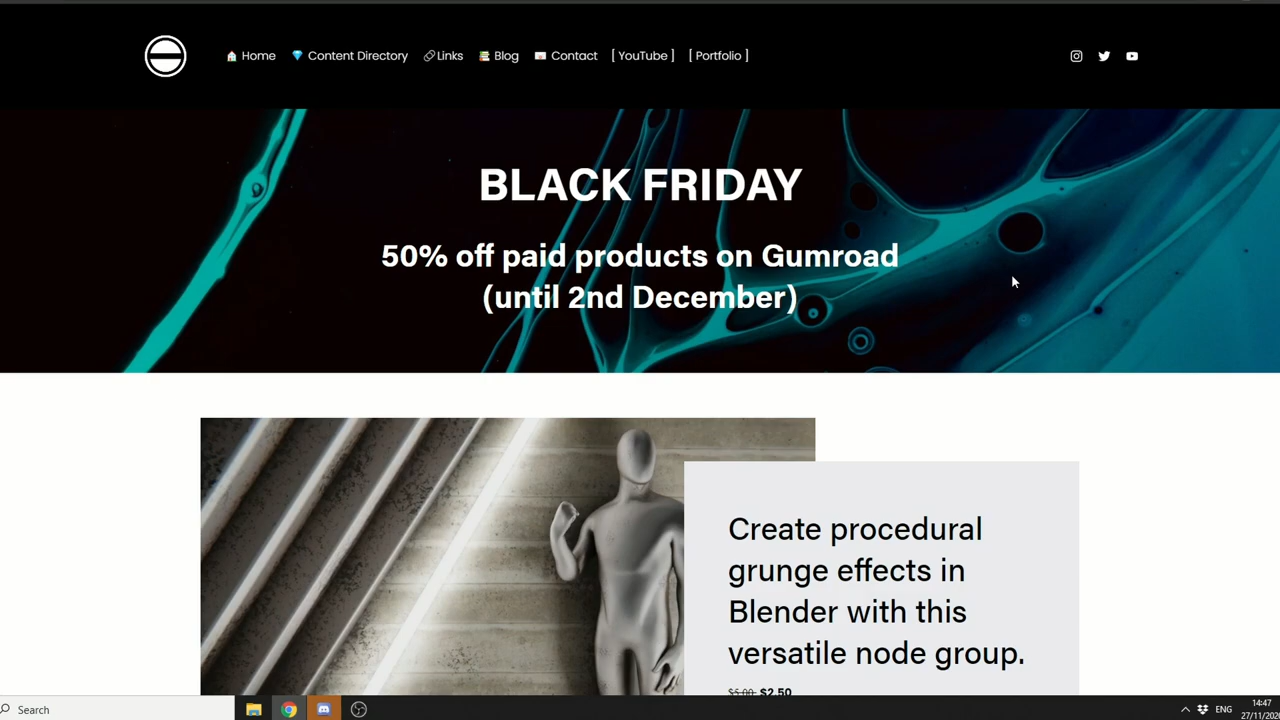 Home Content Directory Links Blog Contact [ YouTube ] [ Portfolio ]
BLACK FRIDAY
50% off paid products on Gumroad
(until 2nd December)
Create procedural
grunge effects in
Blender with this
versatile node group.
$5.00 $2.50
Search
ENG
14:47